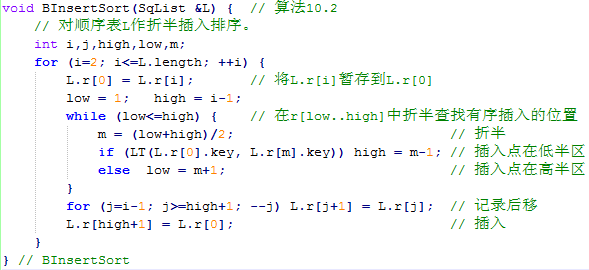 void BInsertSort(SqList &L) {  // 算法10.2
   // 对顺序表L作折半插入排序。
   int i,j,high,low,m;
   for (i=2; i<=L.length; ++i) {
      L.r[0] = L.r[i];       // 将L.r[i]暂存到L.r[0]
      low = 1;   high = i-1;
      while (low<=high) {    // 在r[low..high]中折半查找有序插入的位置
         m = (low+high)/2;                            // 折半
         if (LT(L.r[0].key, L.r[m].key)) high = m-1; // 插入点在低半区
         else  low = m+1;                             // 插入点在高半区
      }
      for (j=i-1; j>=high+1; --j) L.r[j+1] = L.r[j];  // 记录后移
      L.r[high+1] = L.r[0];                           // 插入
   }
} // BInsertSort